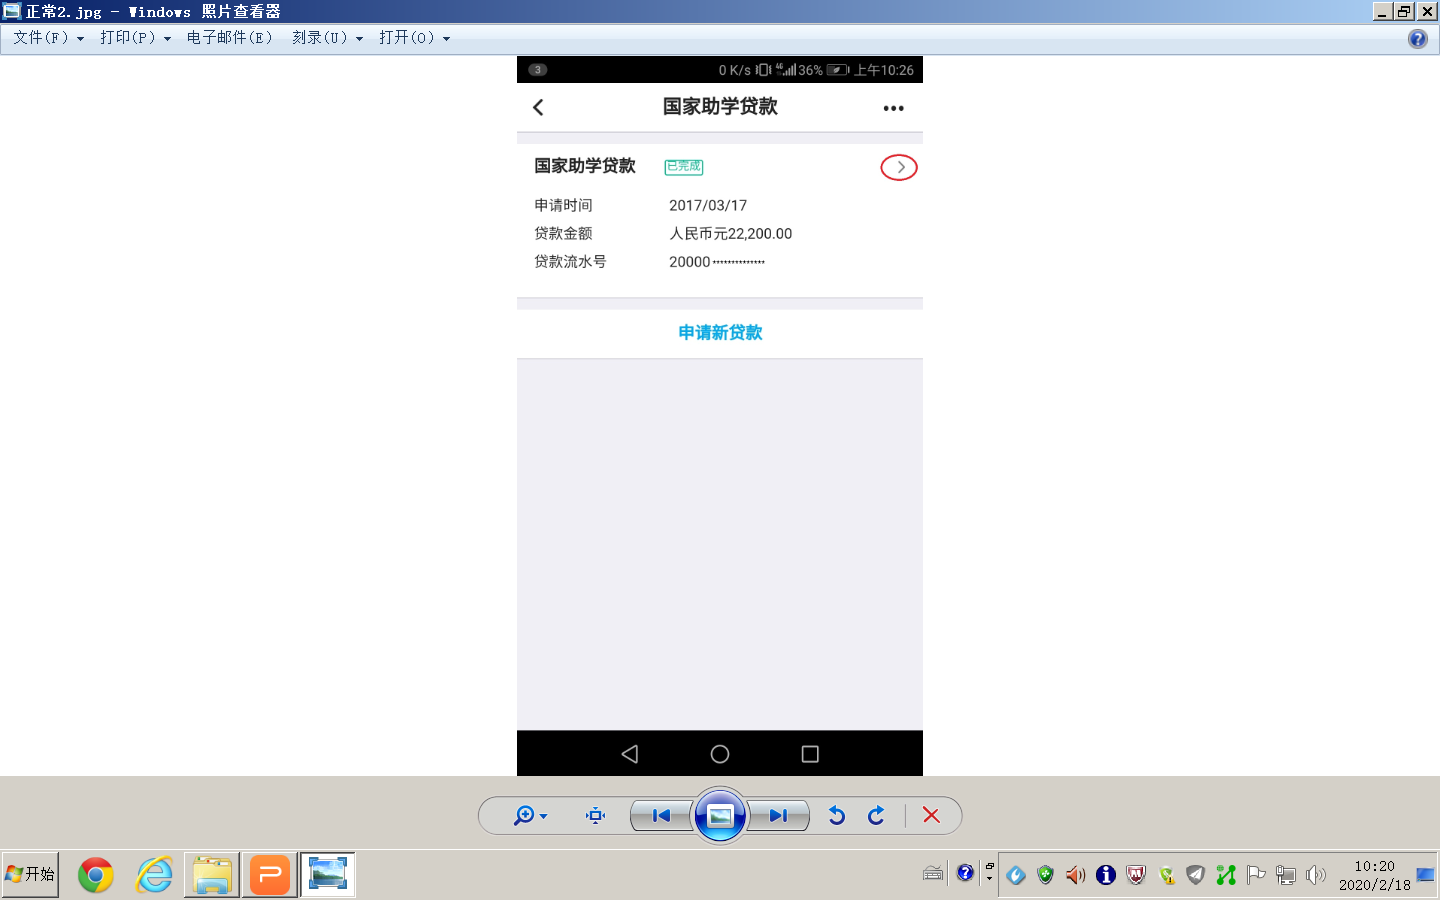 正常2.jpg - Windows 照片查看器
文件(F) 打印(P) 电子邮件(E) 刻录(U) 打开(O)
3 0 K/s 4G 36% 上午10:26
国家助学贷款
国家助学贷款 已完成
申请时间 2017/03/17
贷款金额 人民币元22,200.00
贷款流水号 20000**************
申请新贷款
开始
10:20
2020/2/18